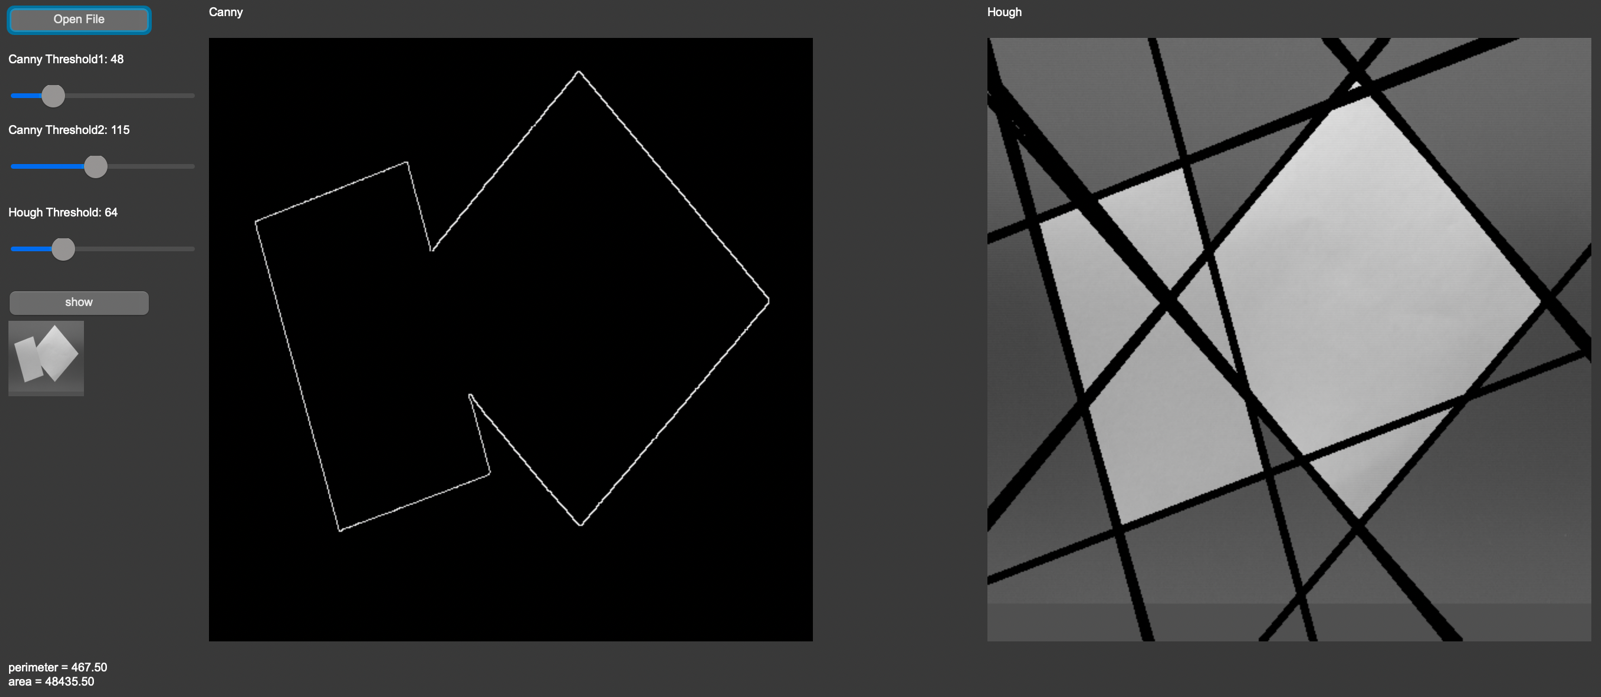 Open File
Canny Threshold1: 48
Canny Threshold2: 115
Hough Threshold: 64
show
perimeter = 467.50
area = 48435.50
Canny
Hough